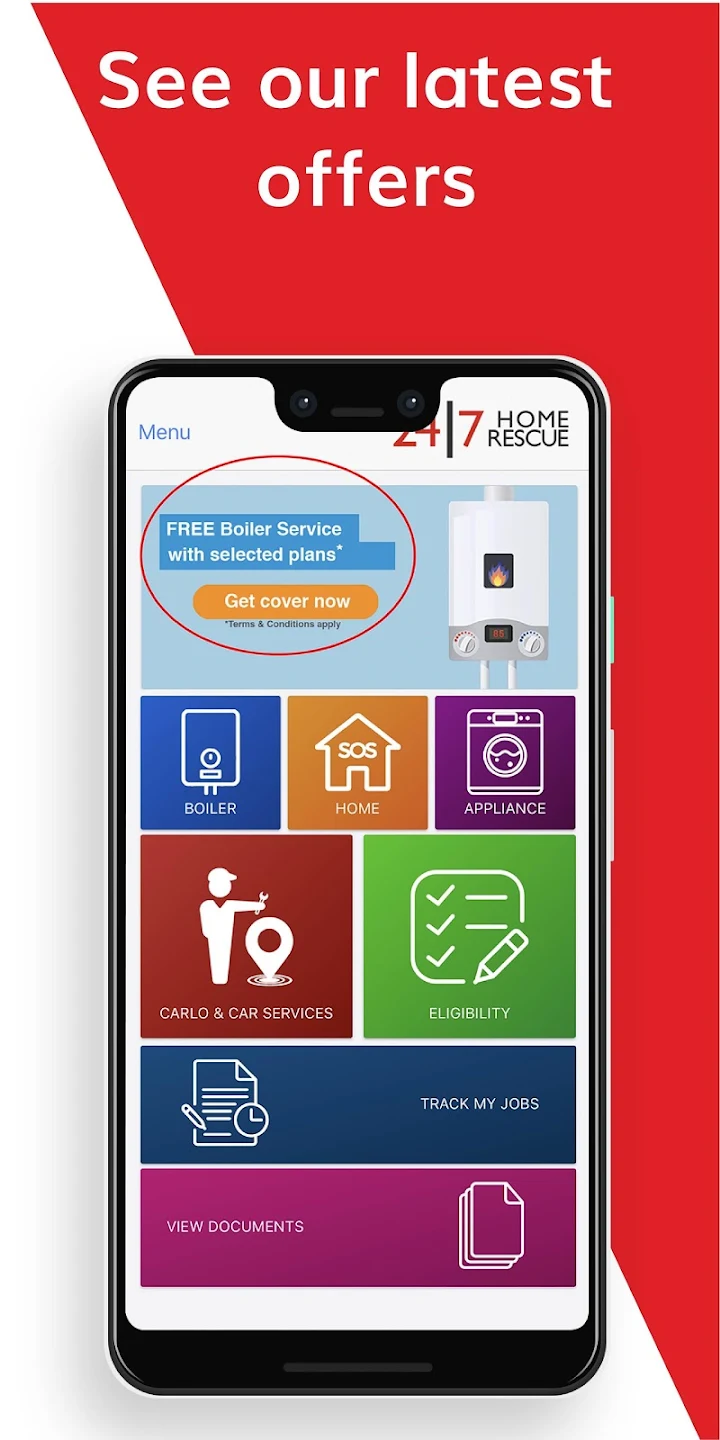 See our latest
offers
Menu
24|7 HOME
RESCUE
FREE Boiler Service
with selected plans*
Get cover now
*Terms & Conditions apply
85
BOILER
SOS
HOME
APPLIANCE
CARLO & CAR SERVICES
ELIGIBILITY
TRACK MY JOBS
VIEW DOCUMENTS